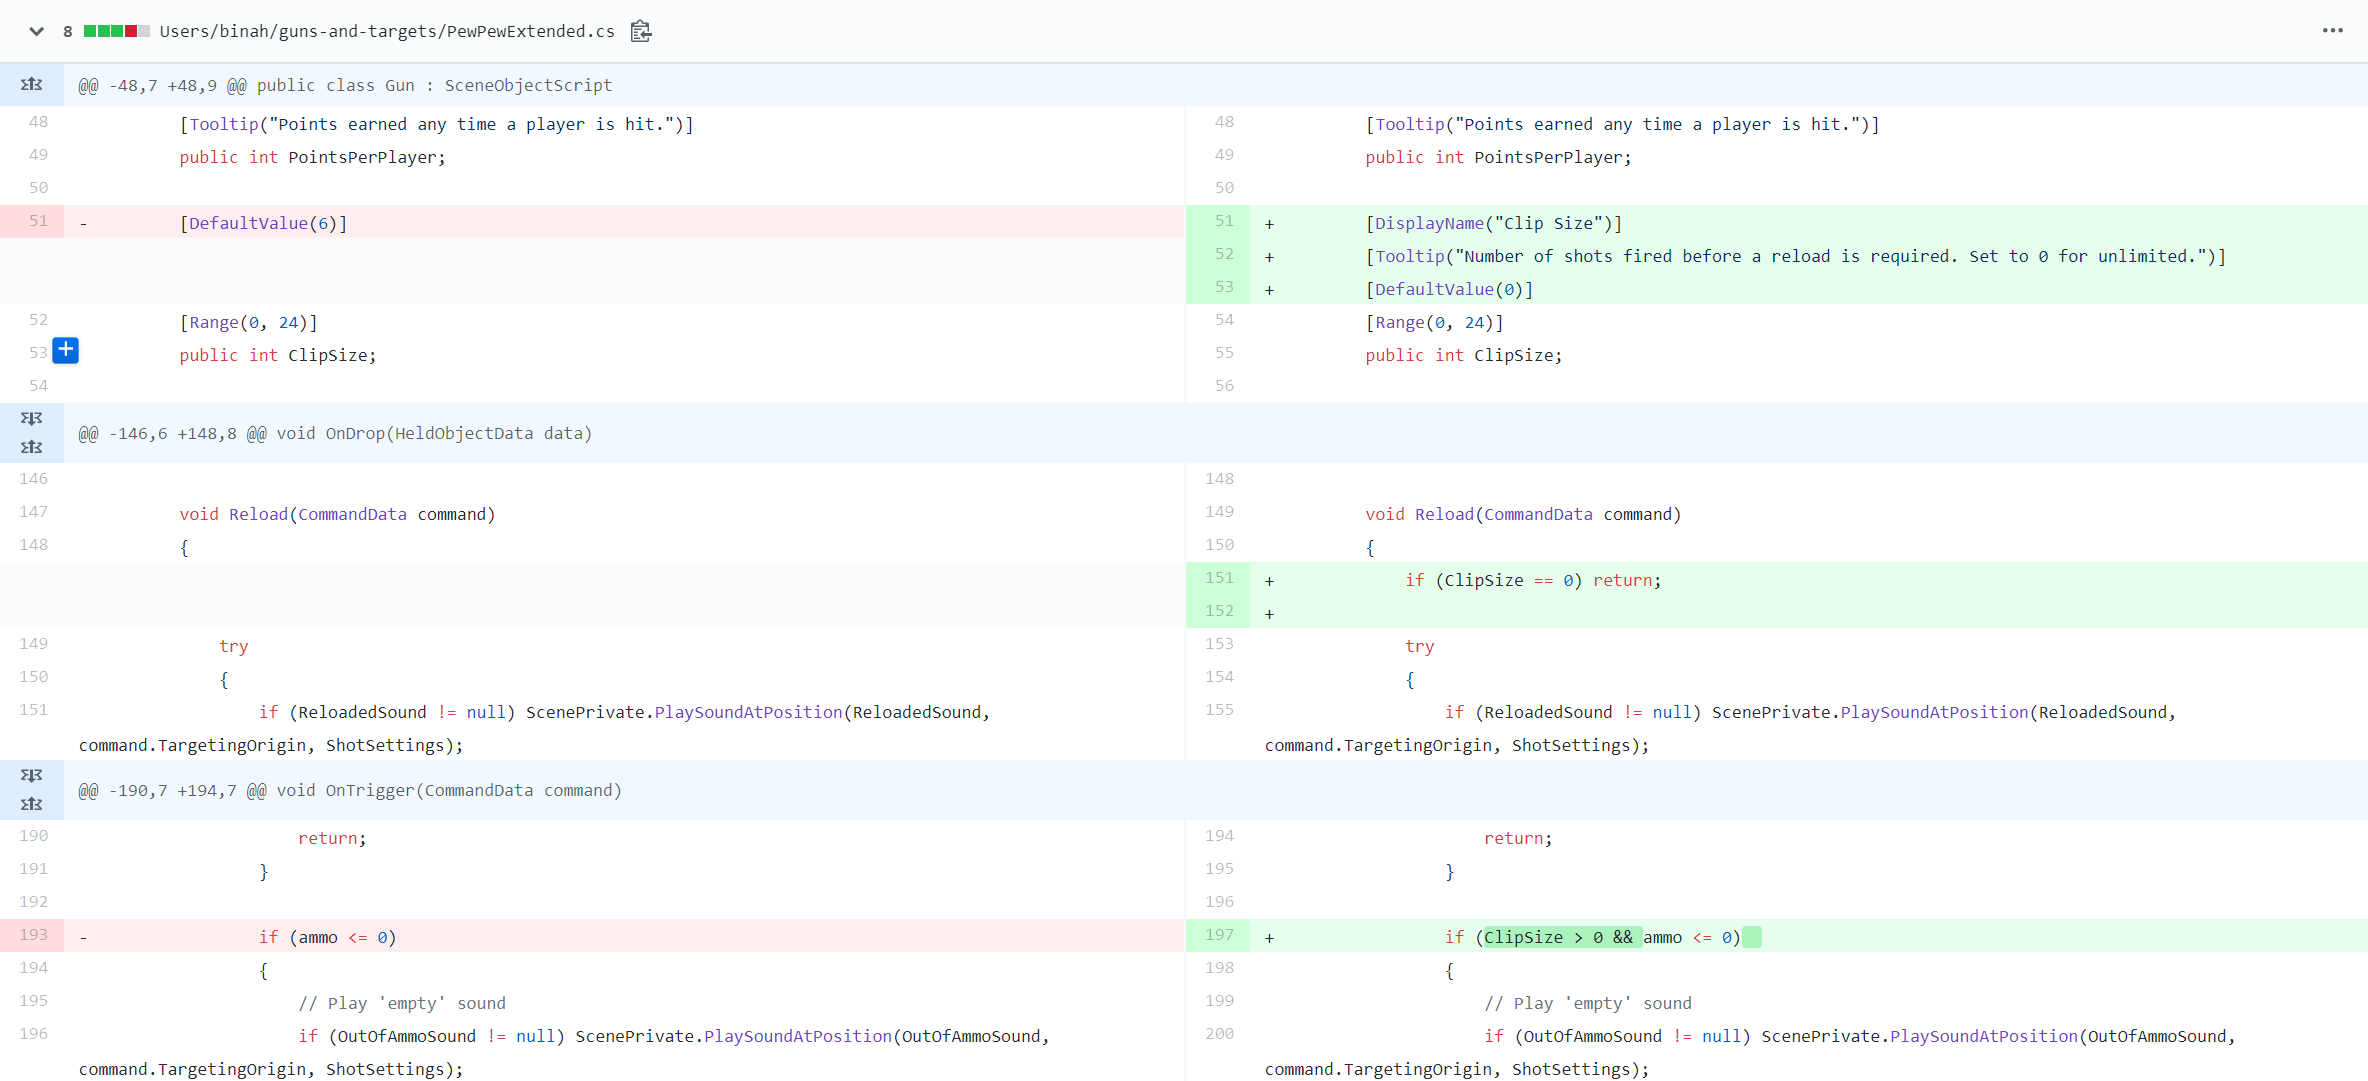 8 Users/binah/guns-and-targets/PewPewExtended.cs
@@ -48,7 +48,9 @@ public class Gun : SceneObjectScript
48 [Tooltip("Points earned any time a player is hit.")]
49 public int PointsPerPlayer;
50
51 - [DefaultValue(6)]
52 [Range(0, 24)]
53 public int ClipSize;
54
48 [Tooltip("Points earned any time a player is hit.")]
49 public int PointsPerPlayer;
50
51 + [DisplayName("Clip Size")]
52 + [Tooltip("Number of shots fired before a reload is required. Set to 0 for unlimited.")]
53 + [DefaultValue(0)]
54 [Range(0, 24)]
55 public int ClipSize;
56
@@ -146,6 +148,8 @@ void OnDrop(HeldObjectData data)
146
147 void Reload(CommandData command)
148 {
149 try
150 {
151 if (ReloadedSound != null) ScenePrivate.PlaySoundAtPosition(ReloadedSound,
command.TargetingOrigin, ShotSettings);
148
149 void Reload(CommandData command)
150 {
151 + if (ClipSize == 0) return;
152 +
153 try
154 {
155 if (ReloadedSound != null) ScenePrivate.PlaySoundAtPosition(ReloadedSound,
command.TargetingOrigin, ShotSettings);
@@ -190,7 +194,7 @@ void OnTrigger(CommandData command)
190 return;
191 }
192
193 - if (ammo <= 0)
194 {
195 // Play 'empty' sound
196 if (OutOfAmmoSound != null) ScenePrivate.PlaySoundAtPosition(OutOfAmmoSound,
command.TargetingOrigin, ShotSettings);
194 return;
195 }
196
197 + if (ClipSize > 0 && ammo <= 0)
198 {
199 // Play 'empty' sound
200 if (OutOfAmmoSound != null) ScenePrivate.PlaySoundAtPosition(OutOfAmmoSound,
command.TargetingOrigin, ShotSettings);